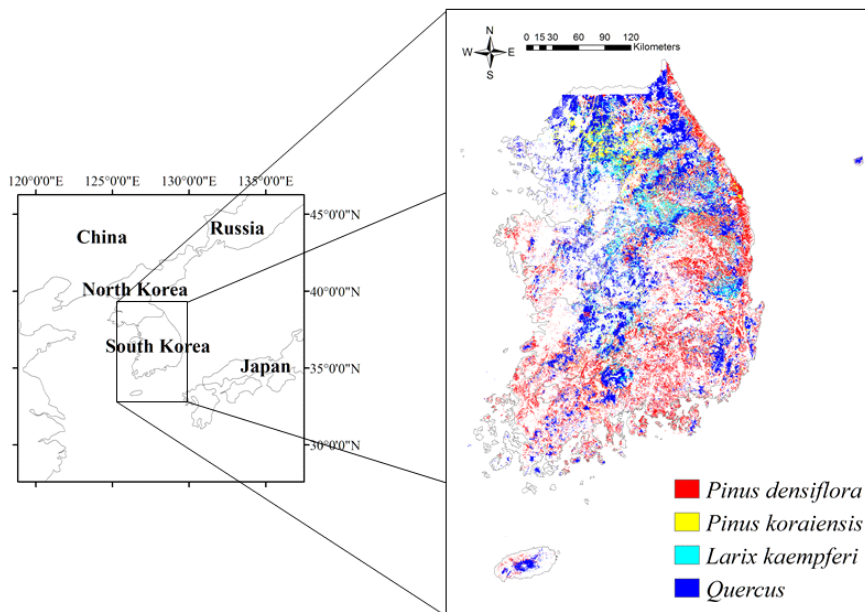 120°0'0"E 125°0'0"E 130°0'0"E 135°0'0"E
45°0'0"N
40°0'0"N
35°0'0"N
30°0'0"N
China
Russia
North Korea
South Korea
Japan
N
W E
S
0 15 30 60 90 120
Kilometers
Pinus densiflora
Pinus koraiensis
Larix kaempferi
Quercus